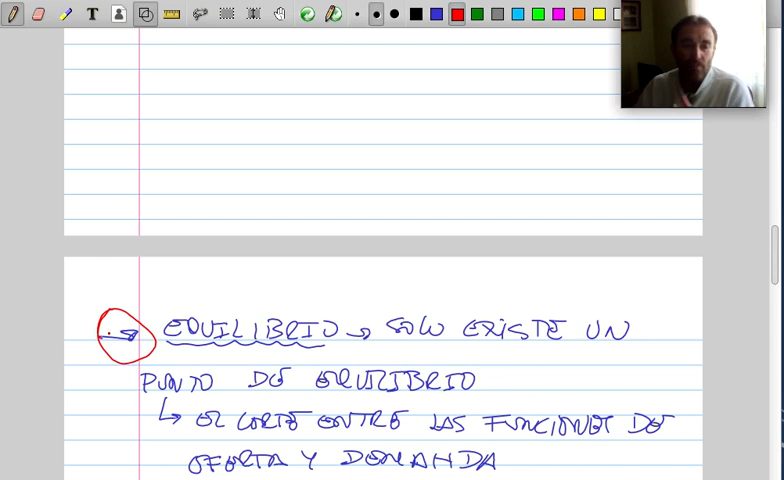 → EQUILIBRIO → SOLO EXISTE UN
PUNTO DE EQUILIBRIO
↳ EL CORTE ENTRE LAS FUNCIONES DE
OFERTA Y DEMANDA